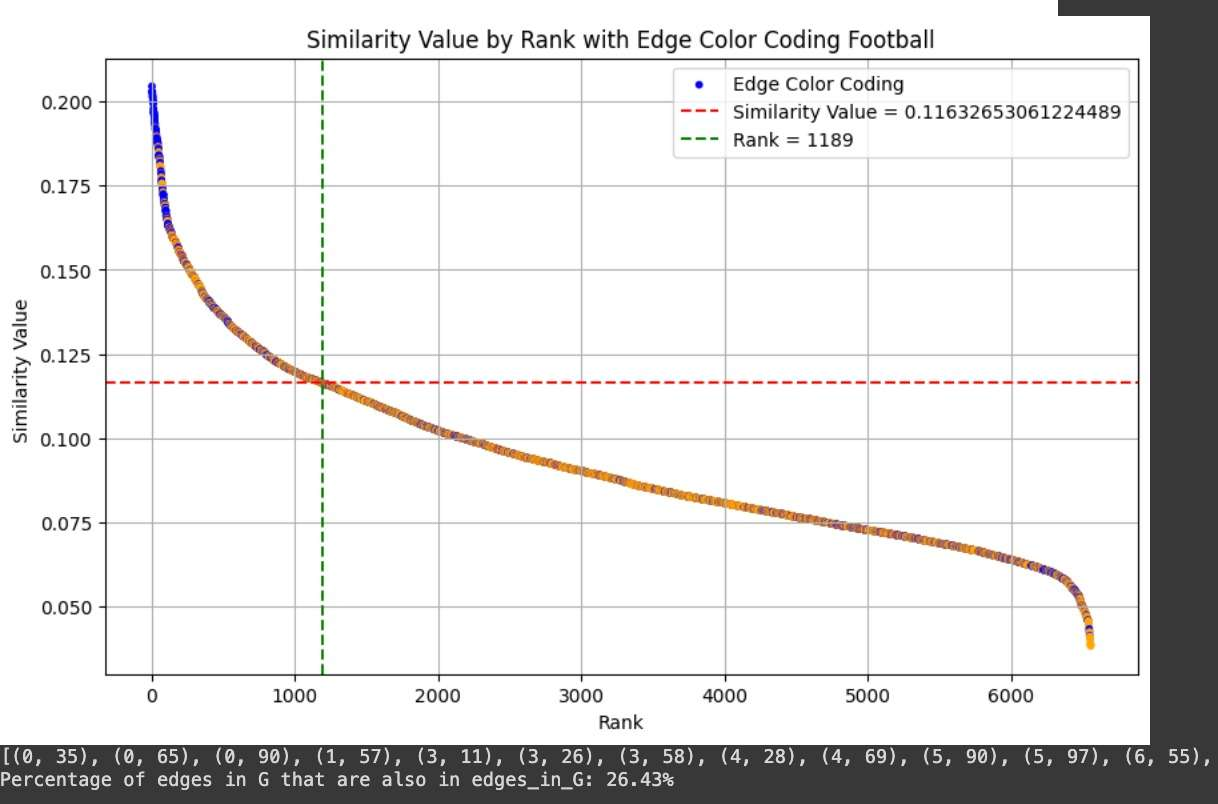 Similarity Value by Rank with Edge Color Coding Football
Edge Color Coding
Similarity Value = 0.11632653061224489
Rank = 1189
0.200
0.175
0.150
0.125
0.100
0.075
0.050
Similarity Value
0
1000
2000
3000
4000
5000
6000
Rank
[(0, 35), (0, 65), (0, 90), (1, 57), (3, 11), (3, 26), (3, 58), (4, 28), (4, 69), (5, 90), (5, 97), (6, 55),
Percentage of edges in G that are also in edges_in_G: 26.43%